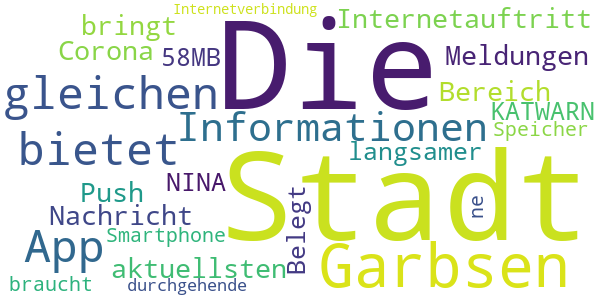 Internetverbindung
bringt
Die
Internetauftritt
Corona
58MB
Meldungen
gleichen
Bereich
KATWARN
Informationen
Speicher
bietet
langsamer
Stadt
Push
NINA
Belegt
ne
Nachricht
App
Smartphone
Garbsen
aktuellsten
braucht
durchgehende